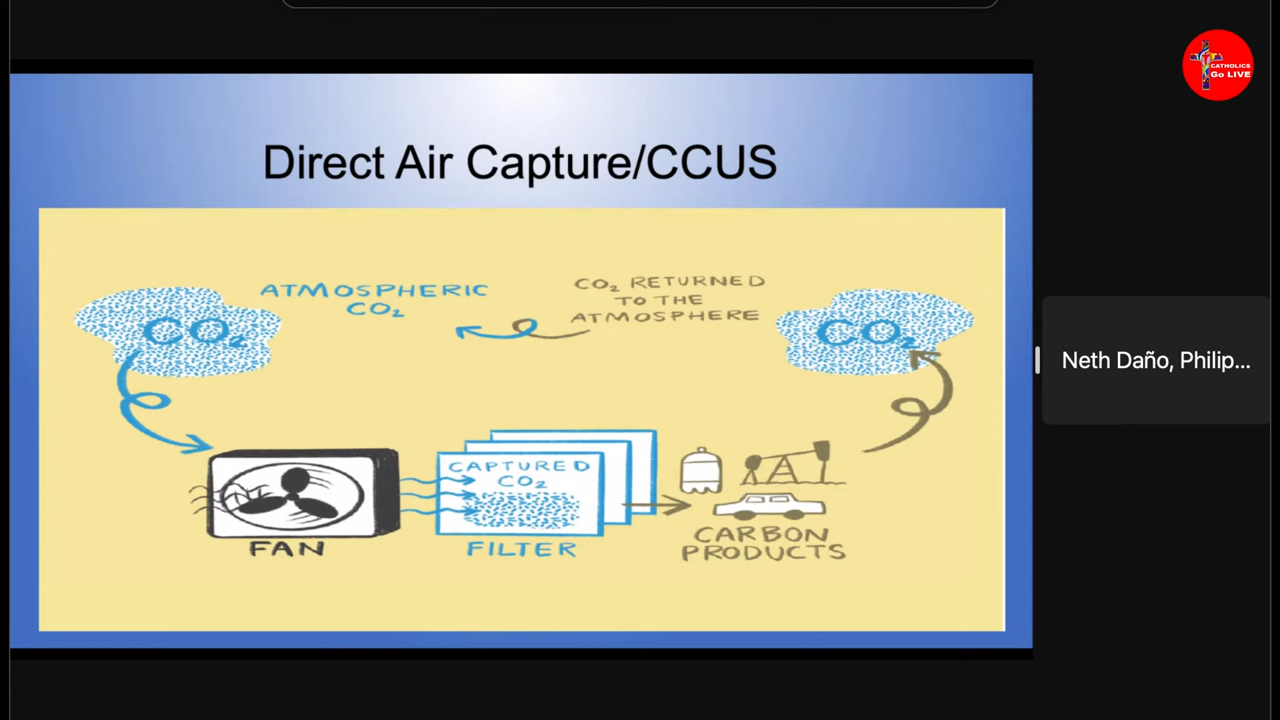 CATHOLICS
Go LIVE
Direct Air Capture/CCUS
CO₂
ATMOSPHERIC
CO₂
CO₂ RETURNED
TO THE
ATMOSPHERE
CO₂
CAPTURED
CO₂
FAN
FILTER
CARBON
PRODUCTS
Neth Daño, Philip...